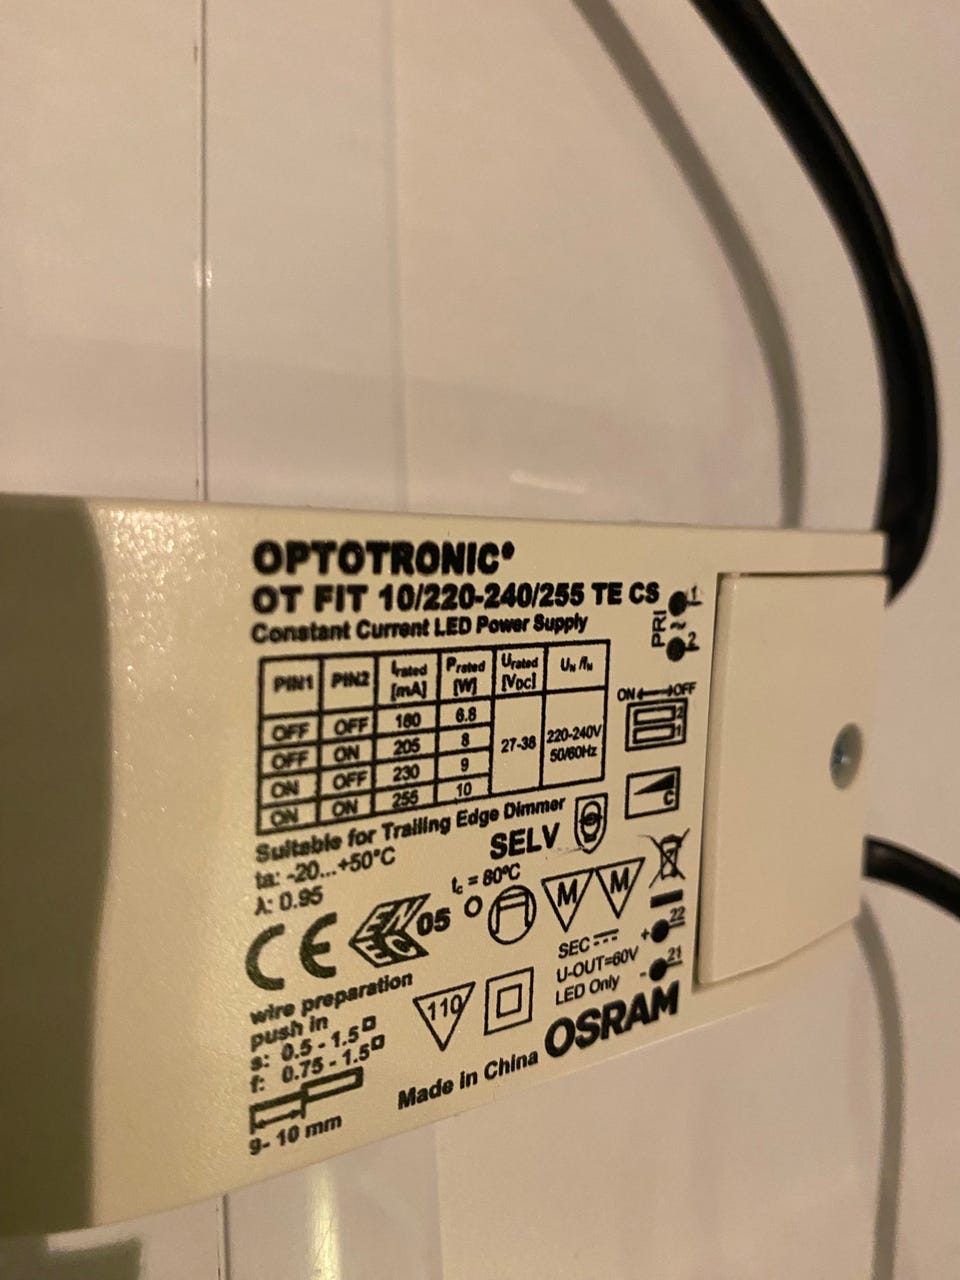 OPTOTRONIC®
OT FIT 10/220-240/255 TE CS
Constant Current LED Power Supply
PIN1 PIN2 Irated [mA] Prated [W] Urated [VDC] UN /fN
OFF OFF 180 6.8
OFF ON 205 8
ON OFF 230 9
ON ON 255 10
27-38
220-240V
50/60Hz
PRI ~ 1 2
ON OFF
2
1
C
Suitable for Trailing Edge Dimmer
ta: -20...+50°C
λ: 0.95
SELV
tc = 80°C
CE
ENEC 05
M M
wire preparation
push in
s: 0.5 - 1.5
f: 0.75 - 1.5
9- 10 mm
110
SEC + 22
U-OUT=60V - 21
LED Only
Made in China OSRAM